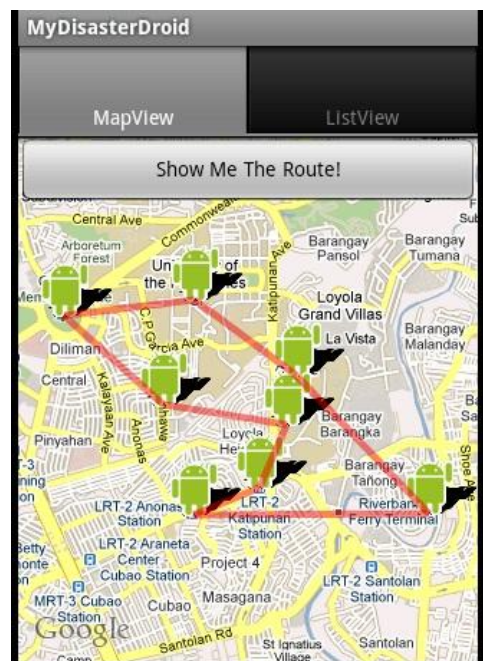 MyDisasterDroid
MapView
ListView
Show Me The Route!
Central Ave
Commonwealth
Arboretum
Forest
Katipunan Ave
Barangay
Pansol
Barangay
Tumana
Loyola
Grand Villas
La Vista
Barangay
Malanday
Diliman
Central
Kalayaan Ave
Anonas
Pinyahan
Barangay
Barangka
Barangay
Tañong
Shoe Ave
LRT-2 Anonas
Station
LRT-2
Katipunan
Station
Ferry Terminal
LRT-2 Araneta
Center
Cubao Station
Project 4
LRT-2 Santolan
Station
MRT-3 Cubao
Station
Cubao
Masagana
Google
Santolan Rd
St Ignatius
Village
Santolan
Camp